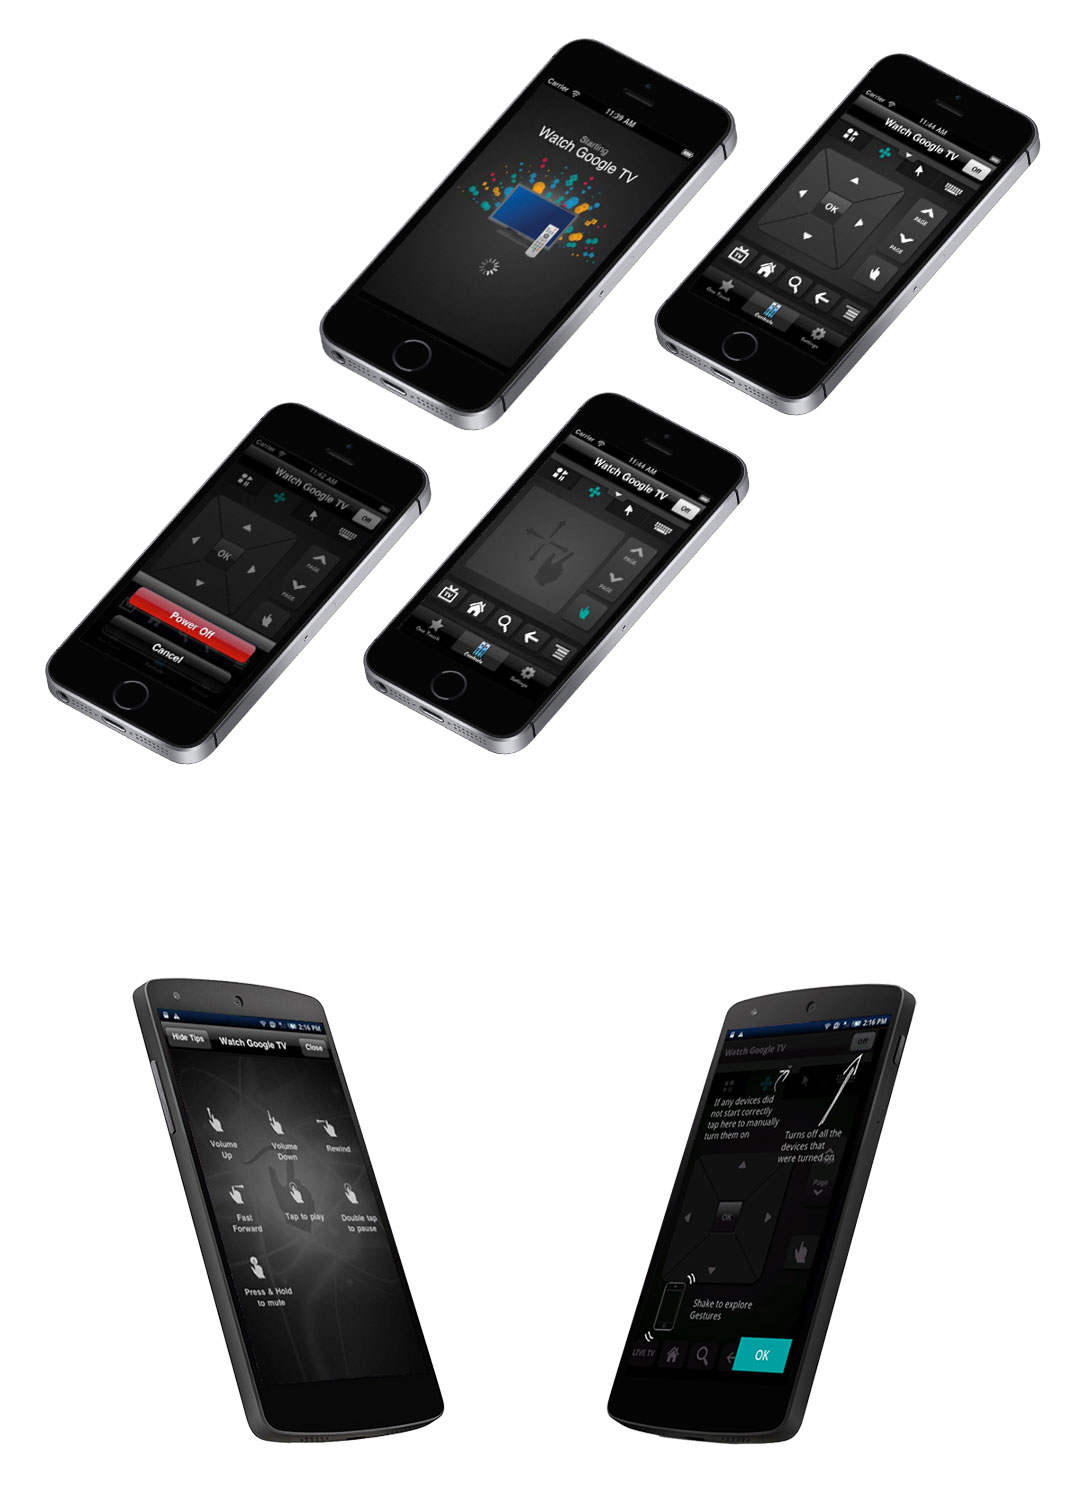 Carrier
11:39 AM
Starting
Watch Google TV
Carrier
11:44 AM
Watch Google TV
Off
OK
PAGE
PAGE
TV
One Touch
Controls
Settings
Carrier
11:42 AM
Watch Google TV
Off
OK
PAGE
PAGE
Power Off
Cancel
Carrier
11:44 AM
Watch Google TV
Off
PAGE
PAGE
TV
One Touch
Controls
Settings
2:16 PM
Hide Tips
Watch Google TV
Close
Volume
Up
Volume
Down
Rewind
Fast
Forward
Tap to play
Double tap
to pause
Press & Hold
to mute
2:16 PM
Watch Google TV
Off
If any devices did
not start correctly
tap here to manually
turn them on
Turns off all the
devices that
were turned on
Page
OK
Shake to explore
Gestures
LIVE TV
OK